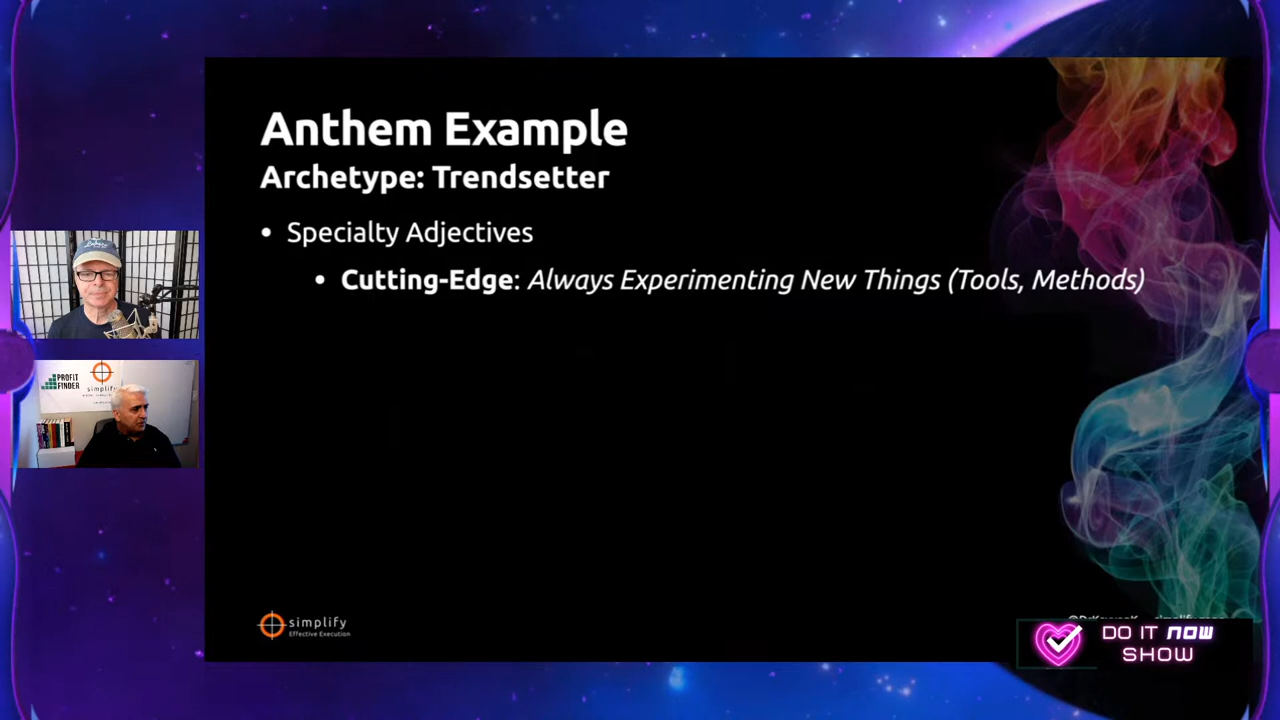 Anthem Example
Archetype: Trendsetter
• Specialty Adjectives
• Cutting-Edge: Always Experimenting New Things (Tools, Methods)
PROFIT
FINDER
simplify
simplify
Effective Execution
DO IT NOW
SHOW